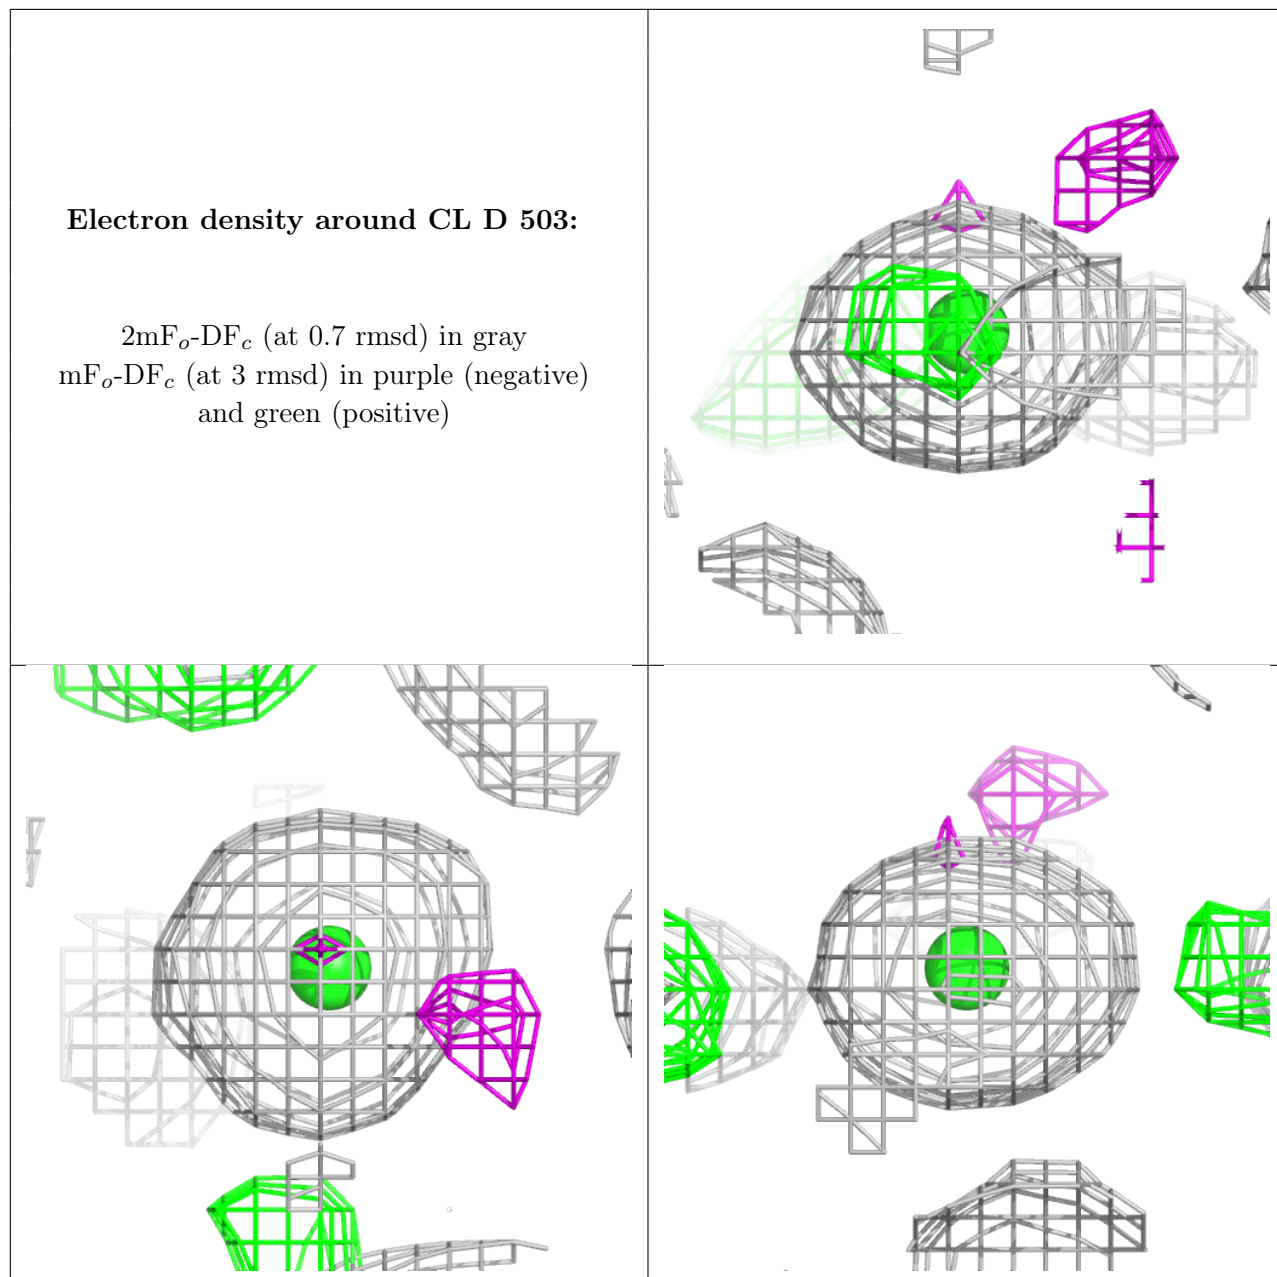 Electron density around CL D 503:
2mFo-DFc (at 0.7 rmsd) in gray
mFo-DFc (at 3 rmsd) in purple (negative)
and green (positive)